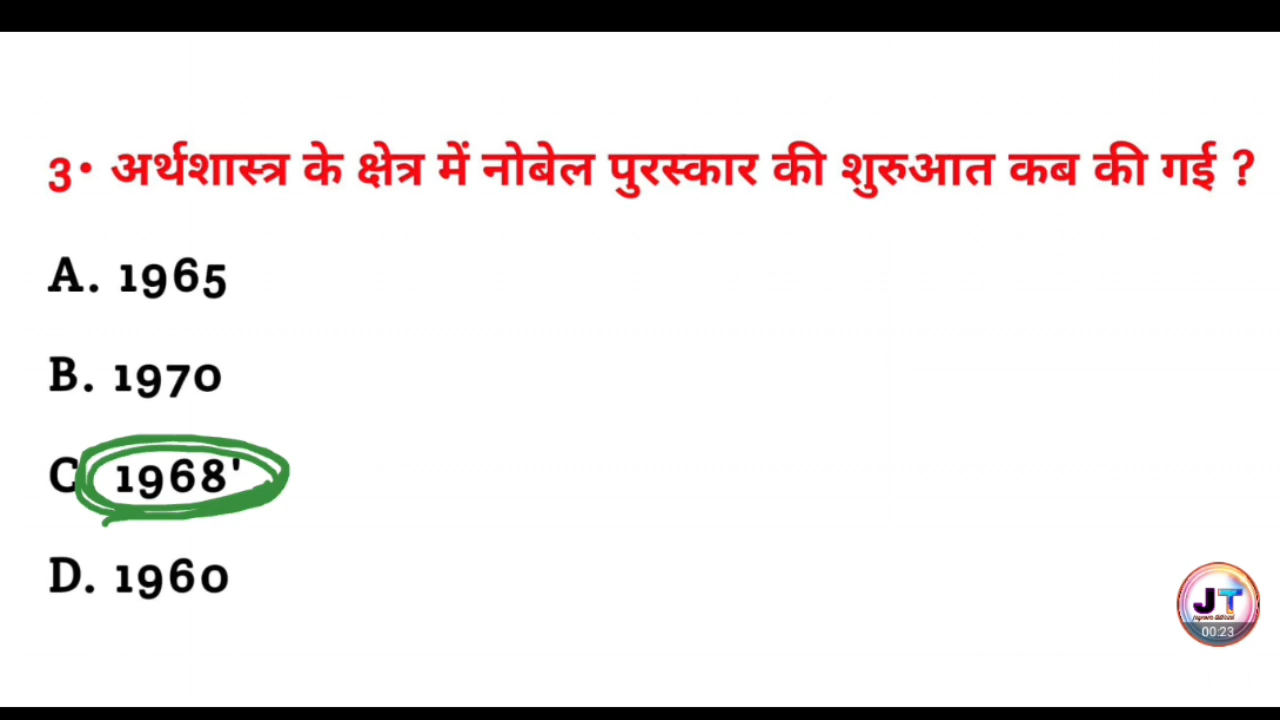 3• अर्थशास्त्र के क्षेत्र में नोबेल पुरस्कार की शुरुआत कब की गई ?
A. 1965
B. 1970
C 1968'
D. 1960
JT
00:23